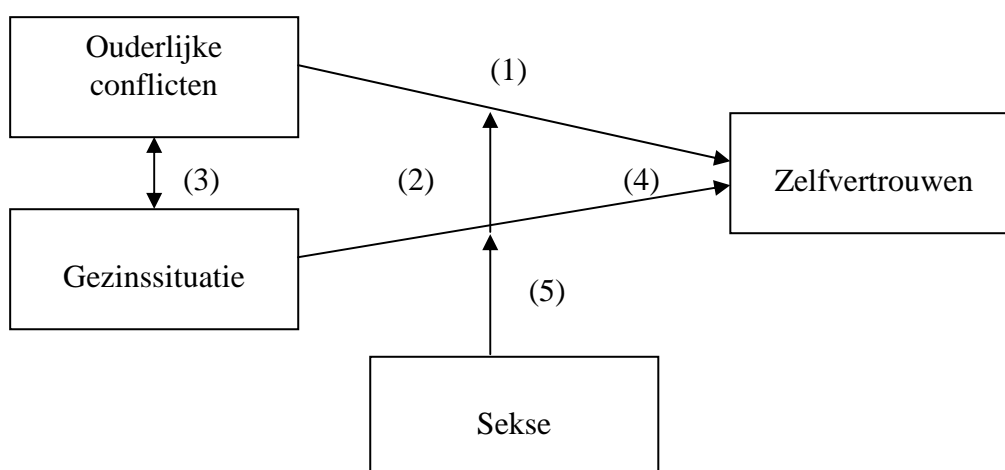 Ouderlijke
conflicten
(1)
Zelfvertrouwen
(3)
(2)
(4)
Gezinssituatie
(5)
Sekse